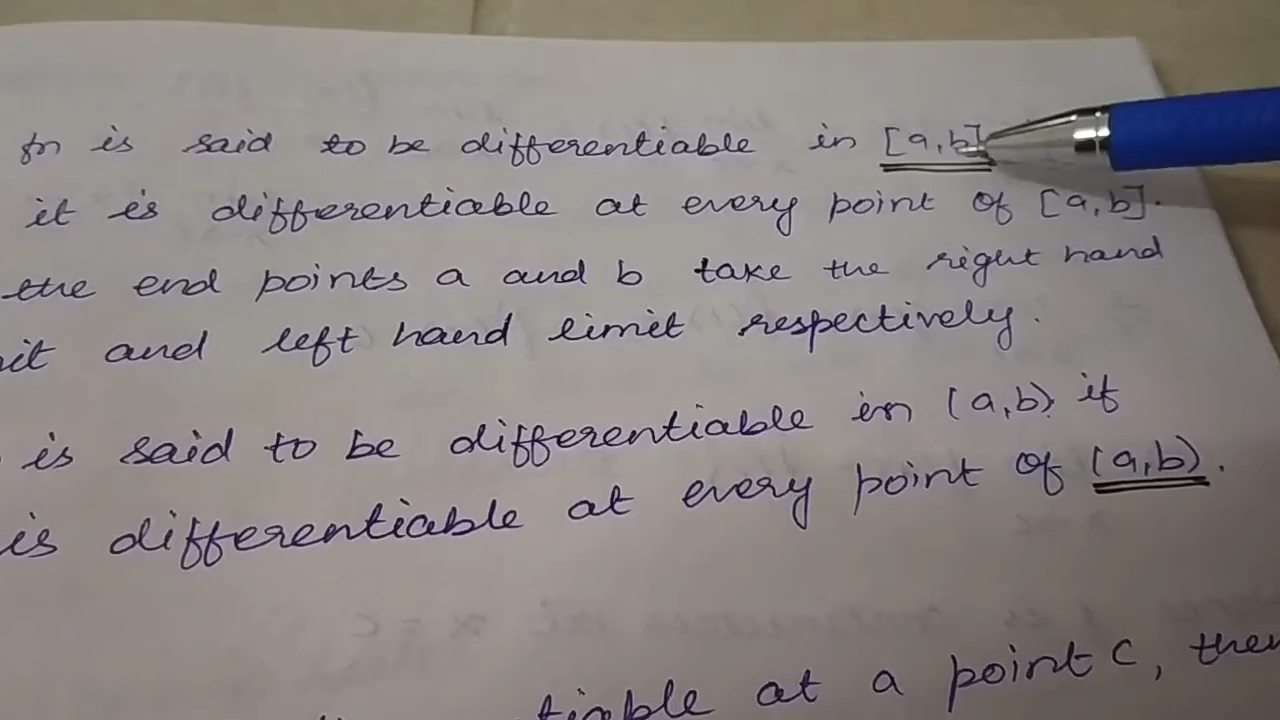 fn is said to be differentiable in [a,b]
it is differentiable at every point of [a,b].
the end points a and b take the right hand
and left hand limit respectively.
is said to be differentiable in (a,b) if
is differentiable at every point of (a,b).
at a point c, then